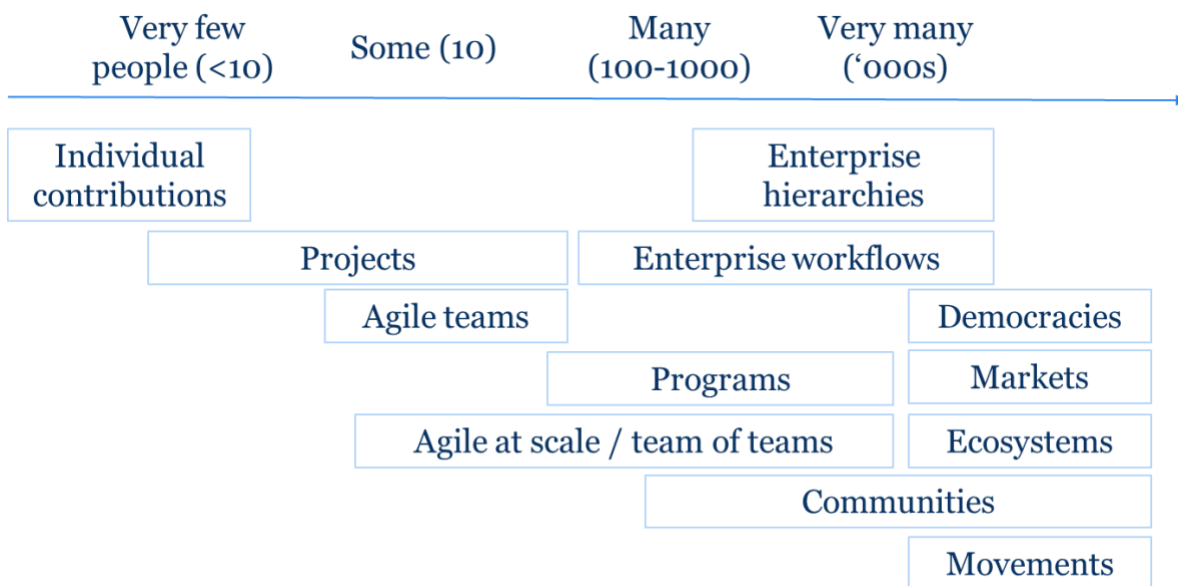 Very few
people (<10)
Some (10)
Many
(100-1000)
Very many
(‘000s)
Individual
contributions
Enterprise
hierarchies
Projects
Enterprise workflows
Agile teams
Democracies
Programs
Markets
Agile at scale / team of teams
Ecosystems
Communities
Movements